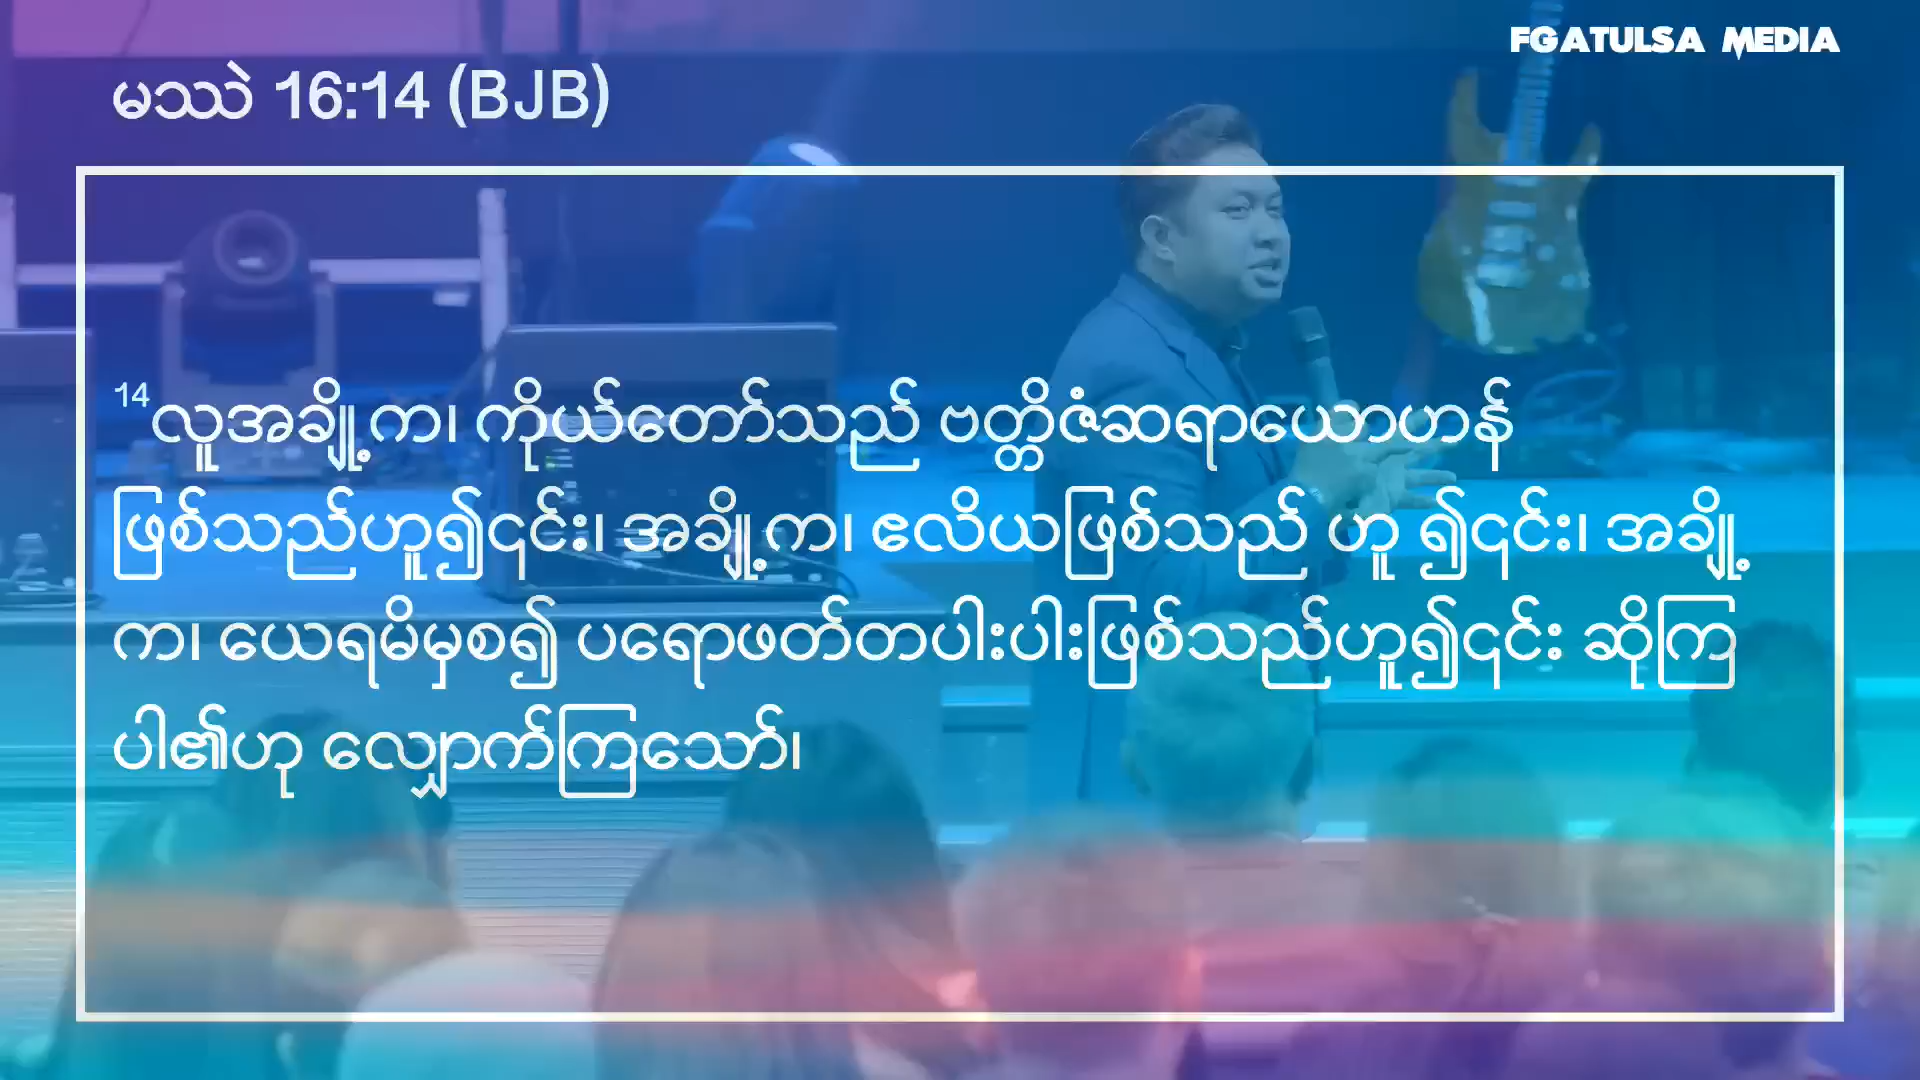 FGATULSA MEDIA
မဿဲ 16:14 (BJB)
14 လူအချို့က၊ ကိုယ်တော်သည် ဗတ္တိဇံဆရာယောဟန်
ဖြစ်သည်ဟူ၍၎င်း၊ အချို့က၊ ဧလိယဖြစ်သည် ဟူ ၍၎င်း၊ အချို့
က၊ ယေရမိမှစ၍ ပရောဖတ်တပါးပါးဖြစ်သည်ဟူ၍၎င်း ဆိုကြ
ပါ၏ဟု လျှောက်ကြသော်၊